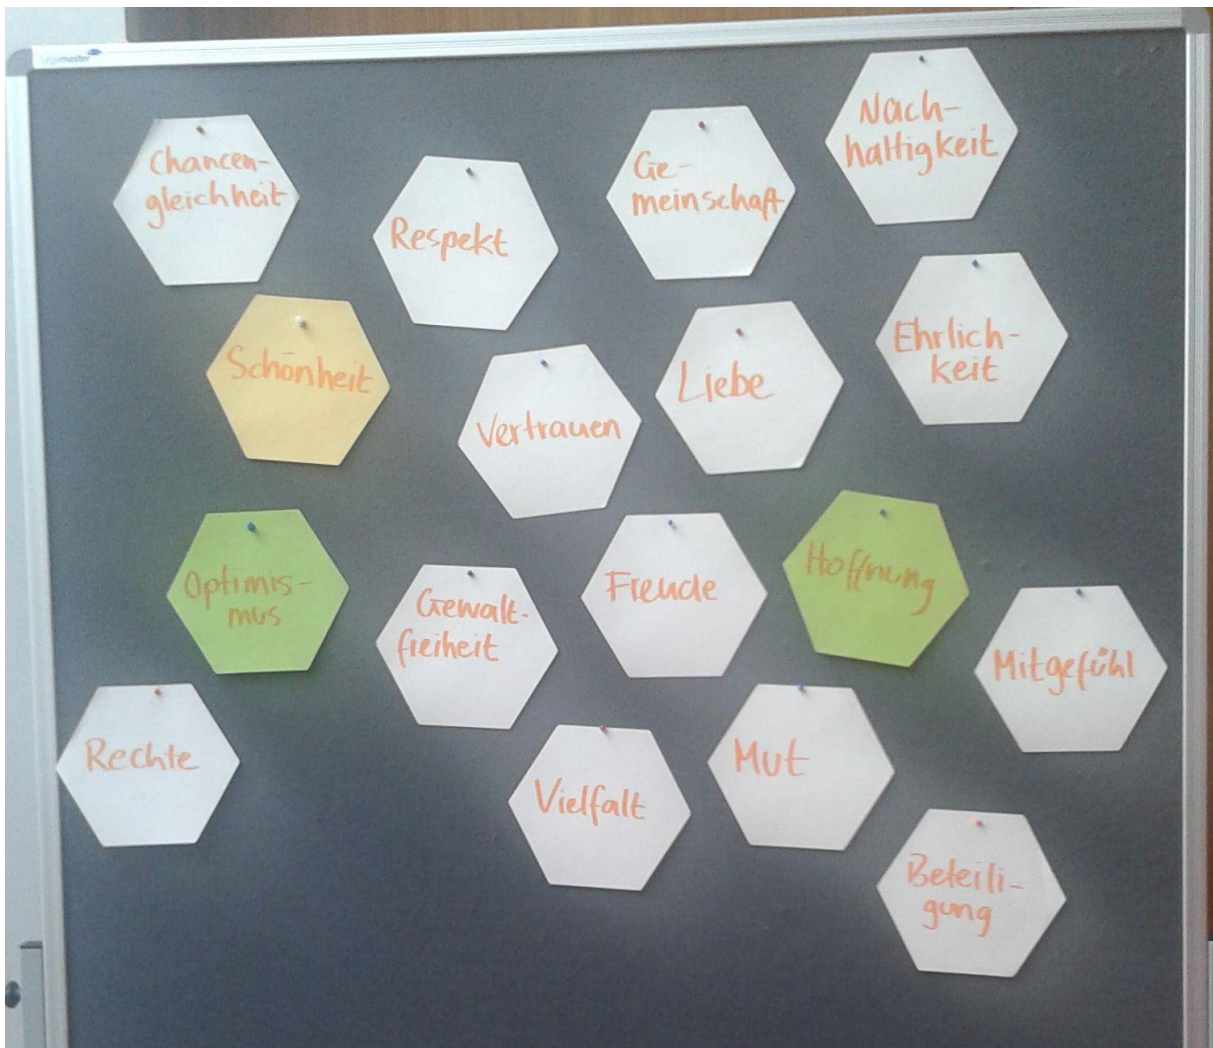 legamaster
Chancen-
gleichheit
Respekt
Ge-
meinschaft
Nach-
haltigkeit
Schönheit
Vertrauen
Liebe
Ehrlich-
keit
Optimis-
mus
Gewalt-
freiheit
Freude
Hoffnung
Mitgefühl
Rechte
Vielfalt
Mut
Beteili-
gung